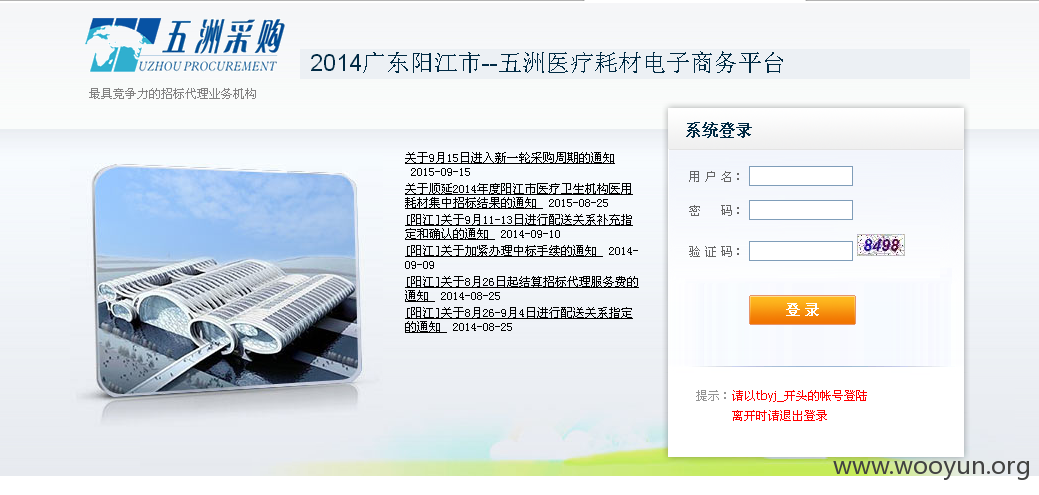 五洲采购
UZHOU PROCUREMENT
最具竞争力的招标代理业务机构
2014广东阳江市--五洲医疗耗材电子商务平台
关于9月15日进入新一轮采购周期的通知
2015-09-15
关于顺延2014年度阳江市医疗卫生机构医用
耗材集中招标结果的通知 2015-08-25
[阳江]关于9月11-13日进行配送关系补充指
定和确认的通知 2014-09-10
[阳江]关于加紧办理中标手续的通知 2014-
09-09
[阳江]关于8月26日起结算招标代理服务费的
通知 2014-08-25
[阳江]关于8月26-9月4日进行配送关系指定
的通知 2014-08-25
系统登录
用 户 名：
密 码：
验 证 码：
8498
登 录
提示：请以tbyj_开头的帐号登陆
离开时请退出登录
www.wooyun.org